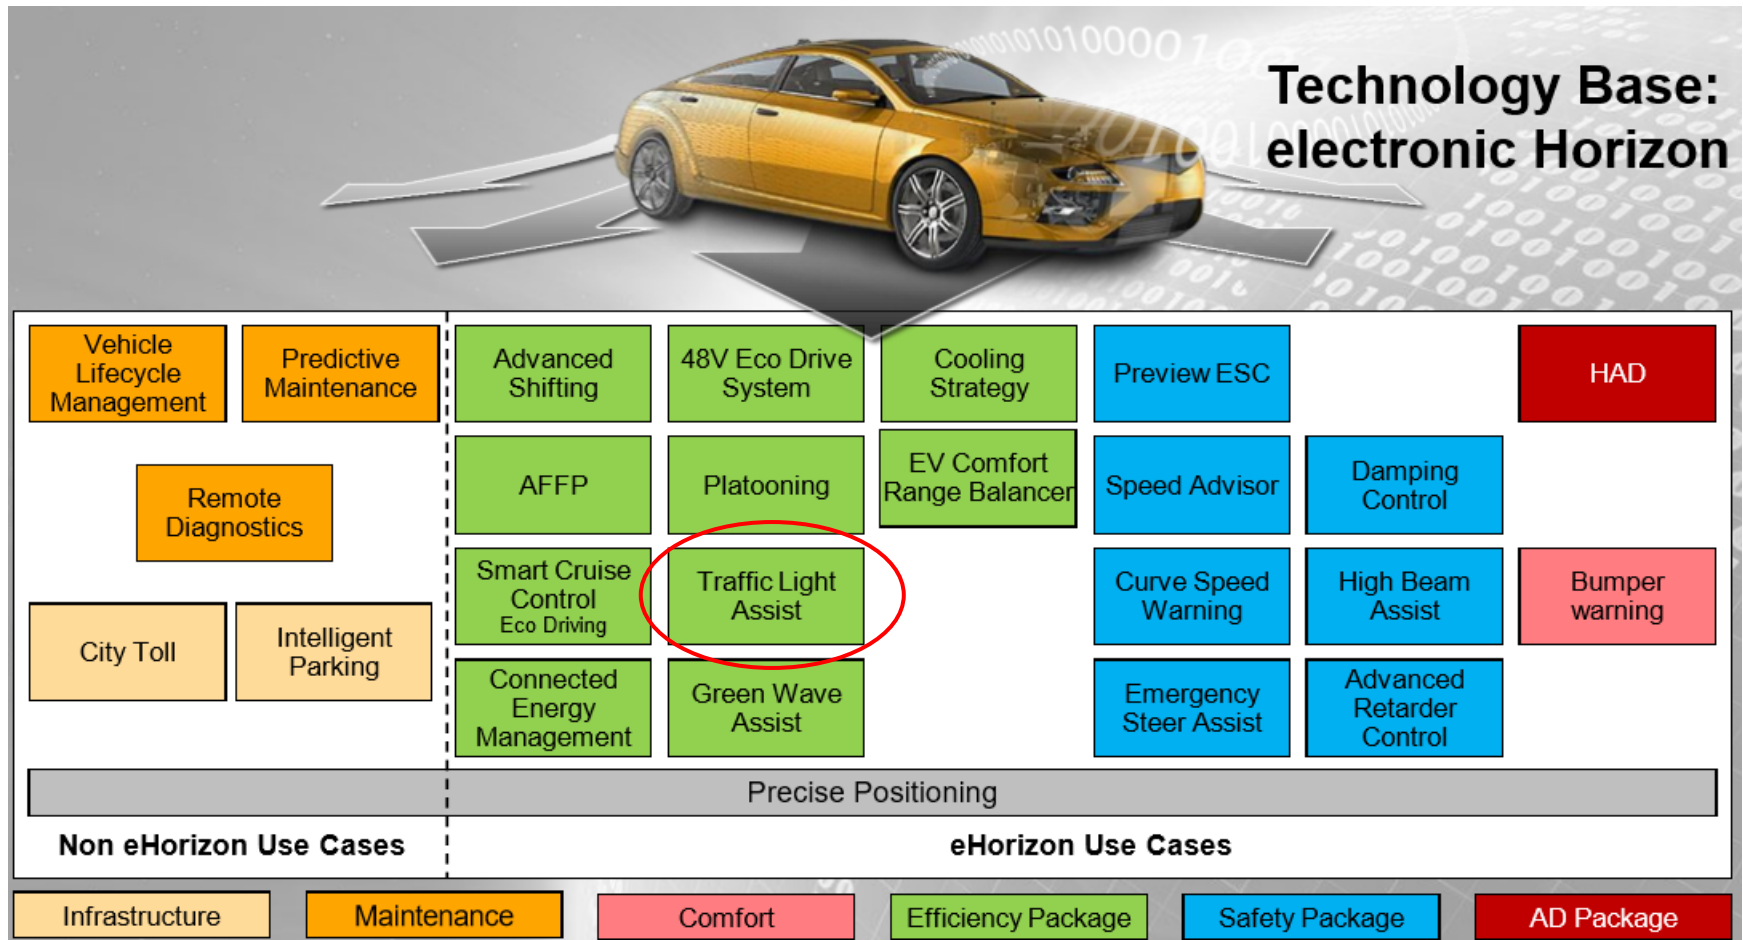 Technology Base:
electronic Horizon
Vehicle
Lifecycle
Management
Predictive
Maintenance
Advanced
Shifting
48V Eco Drive
System
Cooling
Strategy
Preview ESC
HAD
Remote
Diagnostics
AFFP
Platooning
EV Comfort
Range Balancer
Speed Advisor
Damping
Control
City Toll
Intelligent
Parking
Smart Cruise
Control
Eco Driving
Traffic Light
Assist
Curve Speed
Warning
High Beam
Assist
Bumper
warning
Connected
Energy
Management
Green Wave
Assist
Emergency
Steer Assist
Advanced
Retarder
Control
Precise Positioning
Non eHorizon Use Cases
eHorizon Use Cases
Infrastructure
Maintenance
Comfort
Efficiency Package
Safety Package
AD Package